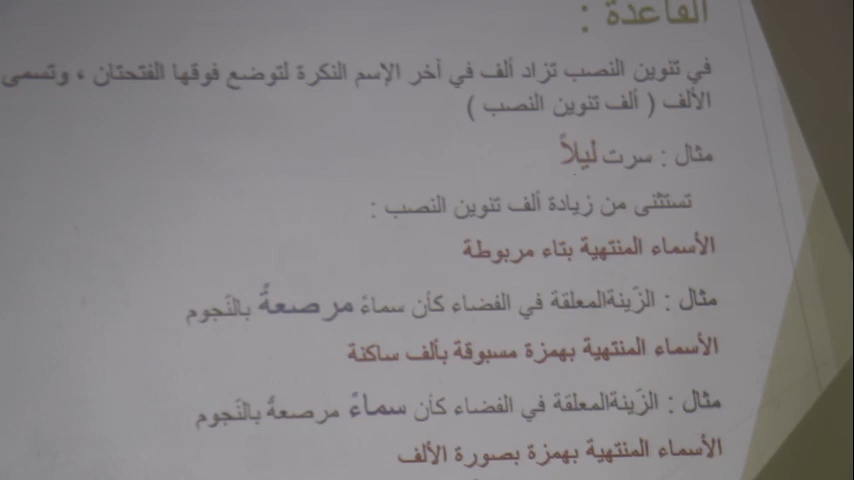 القاعدة :
في تنوين النصب تزاد ألف في آخر الإسم النكرة لتوضع فوقها الفتحتان ، وتسمى
الألف ( ألف تنوين النصب )
مثال : سرت ليلاً
تستثنى من زيادة ألف تنوين النصب :
الأسماء المنتهية بتاء مربوطة
مثال : الزَينةالمعلقة في الفضاء كأن سماءً مرصعةً بالنَجوم
الأسماء المنتهية بهمزة مسبوقة بألف ساكنة
مثال : الزَينةالمعلقة في الفضاء كأن سماءً مرصعةً بالنَجوم
الأسماء المنتهية بهمزة بصورة الألف